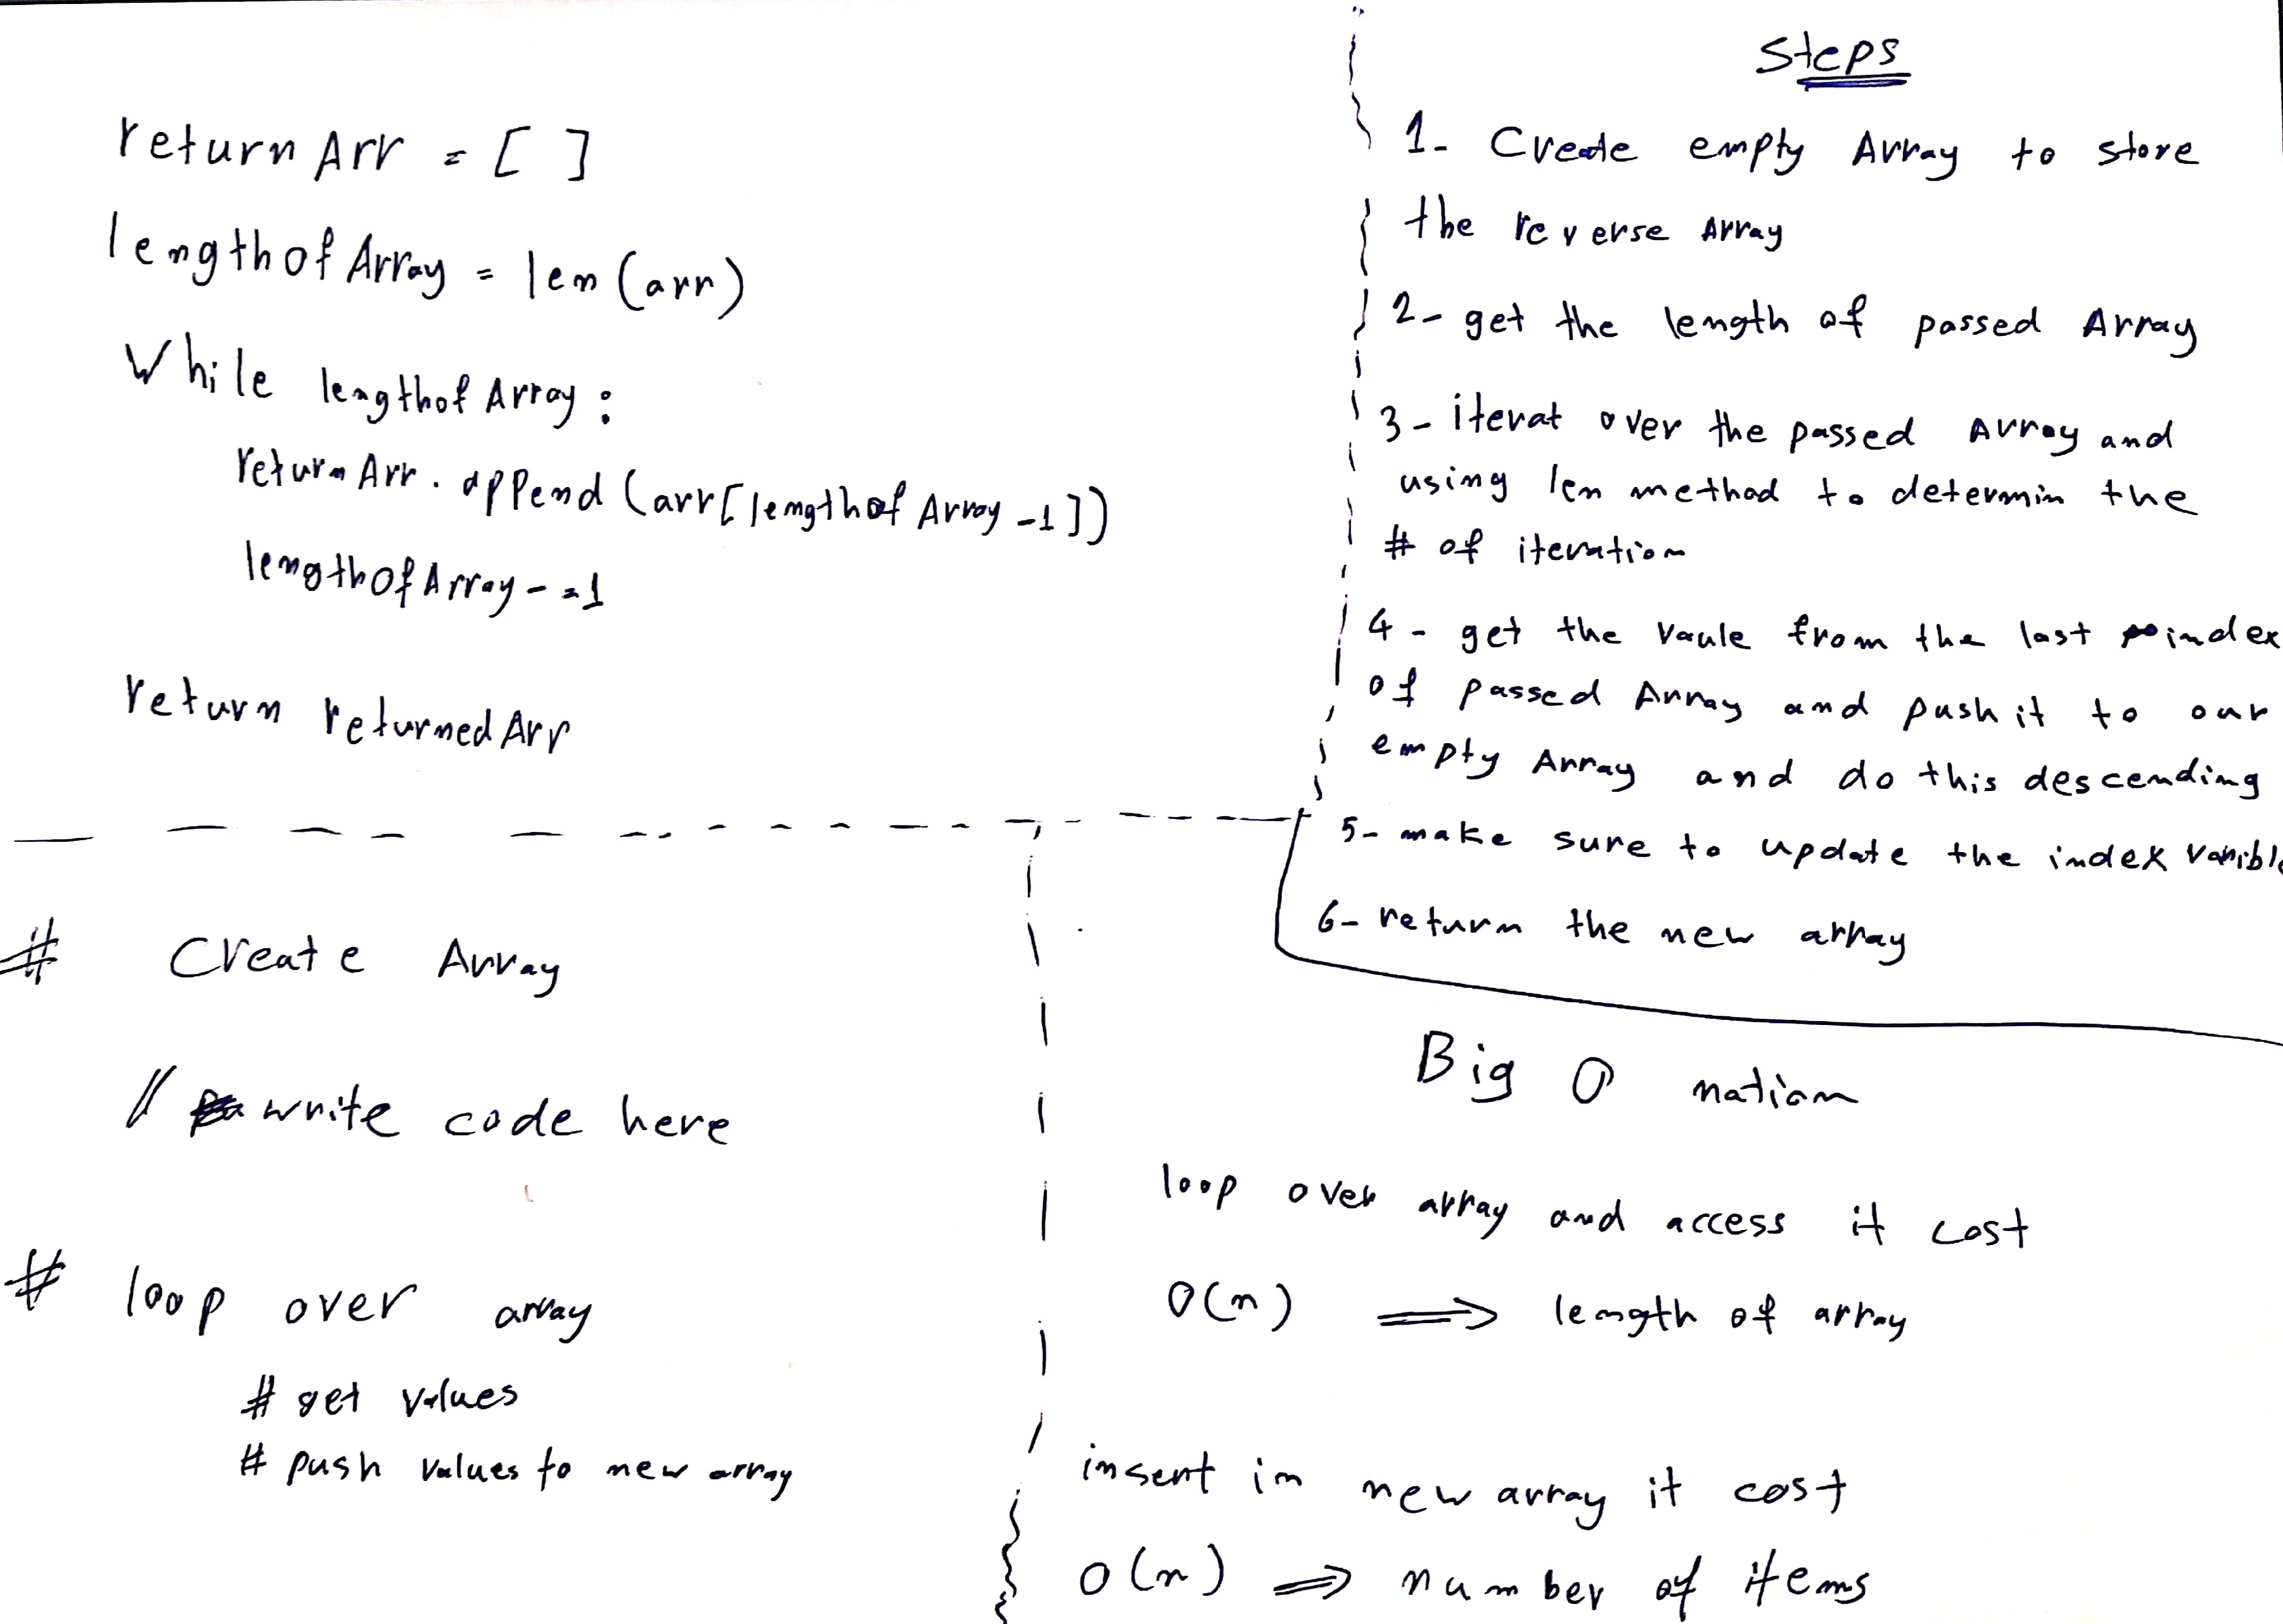 returnArr = [ ]
lengthofArray = len(arr)
While lengthofArray:
returnArr.append(arr[lengthofArray-1])
lengthofArray-=1
return returnedArr
Steps
1- Create empty Array to store
the reverse Array
2- get the length of passed Array
3- iterat over the passed Array and
using len method to determin the
# of iteration
4- get the vaule from the last index
of passed Array and push it to our
empty Array and do this descending
5- make sure to update the index varible
6- return the new array
# Create Array
// write code here
# loop over array
# get values
# push values to new array
Big O nation
loop over array and access it cost
O(n) ⟹ length of array
insert in new array it cost
O(n) ⟹ number of items